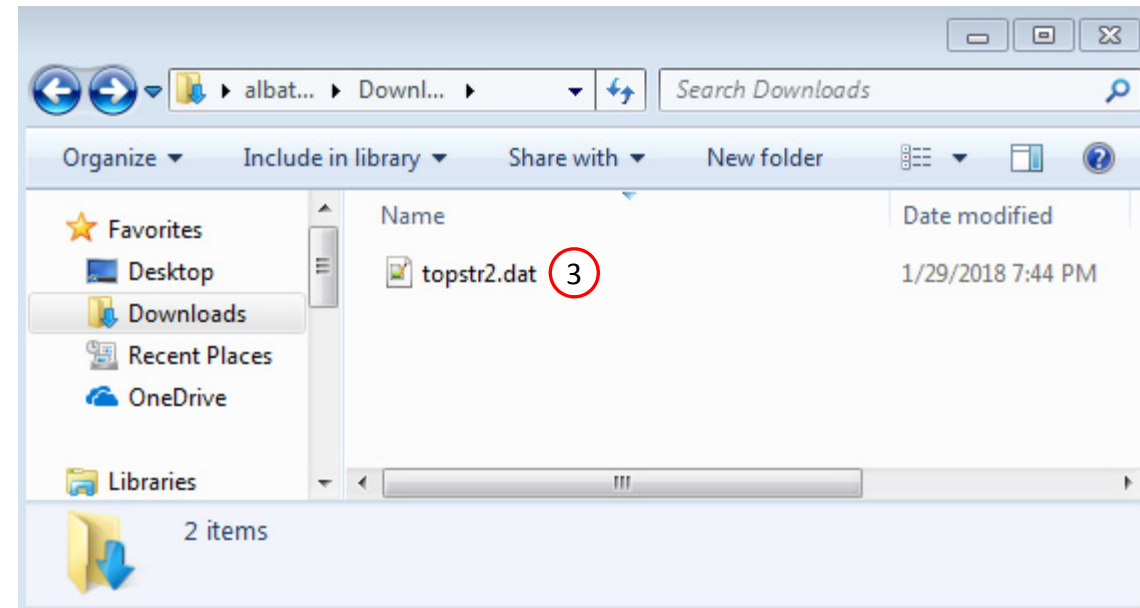 albat... Downl... Search Downloads
Organize Include in library Share with New folder
Favorites
Desktop
Downloads
Recent Places
OneDrive
Libraries
Name Date modified
topstr2.dat 3 1/29/2018 7:44 PM
2 items